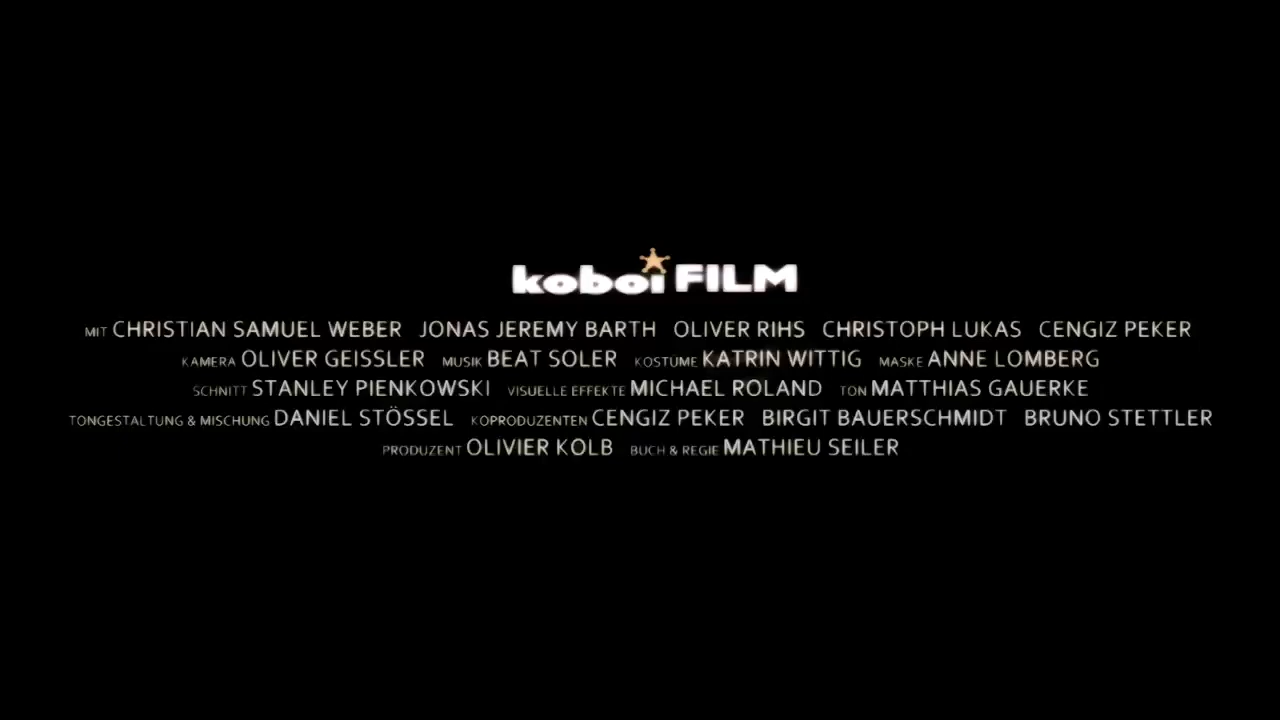 koboi FILM
MIT CHRISTIAN SAMUEL WEBER JONAS JEREMY BARTH OLIVER RIHS CHRISTOPH LUKAS CENGIZ PEKER
KAMERA OLIVER GEISSLER MUSIK BEAT SOLER KOSTÜME KATRIN WITTIG MASKE ANNE LOMBERG
SCHNITT STANLEY PIENKOWSKI VISUELLE EFFEKTE MICHAEL ROLAND TON MATTHIAS GAUERKE
TONGESTALTUNG & MISCHUNG DANIEL STÖSSEL KOPRODUZENTEN CENGIZ PEKER BIRGIT BAUERSCHMIDT BRUNO STETTLER
PRODUZENT OLIVIER KOLB BUCH & REGIE MATHIEU SEILER